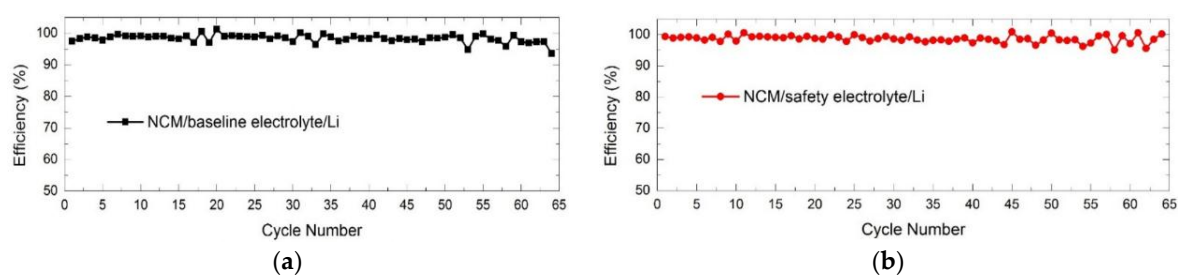 100
90
80
70
60
50
Efficiency (%)
NCM/baseline electrolyte/Li
0 5 10 15 20 25 30 35 40 45 50 55 60 65
Cycle Number
(a)
100
90
100
70
60
50
Efficiency (%)
NCM/safety electrolyte/Li
0 5 10 15 20 25 30 35 40 45 50 55 60 65
Cycle Number
(b)